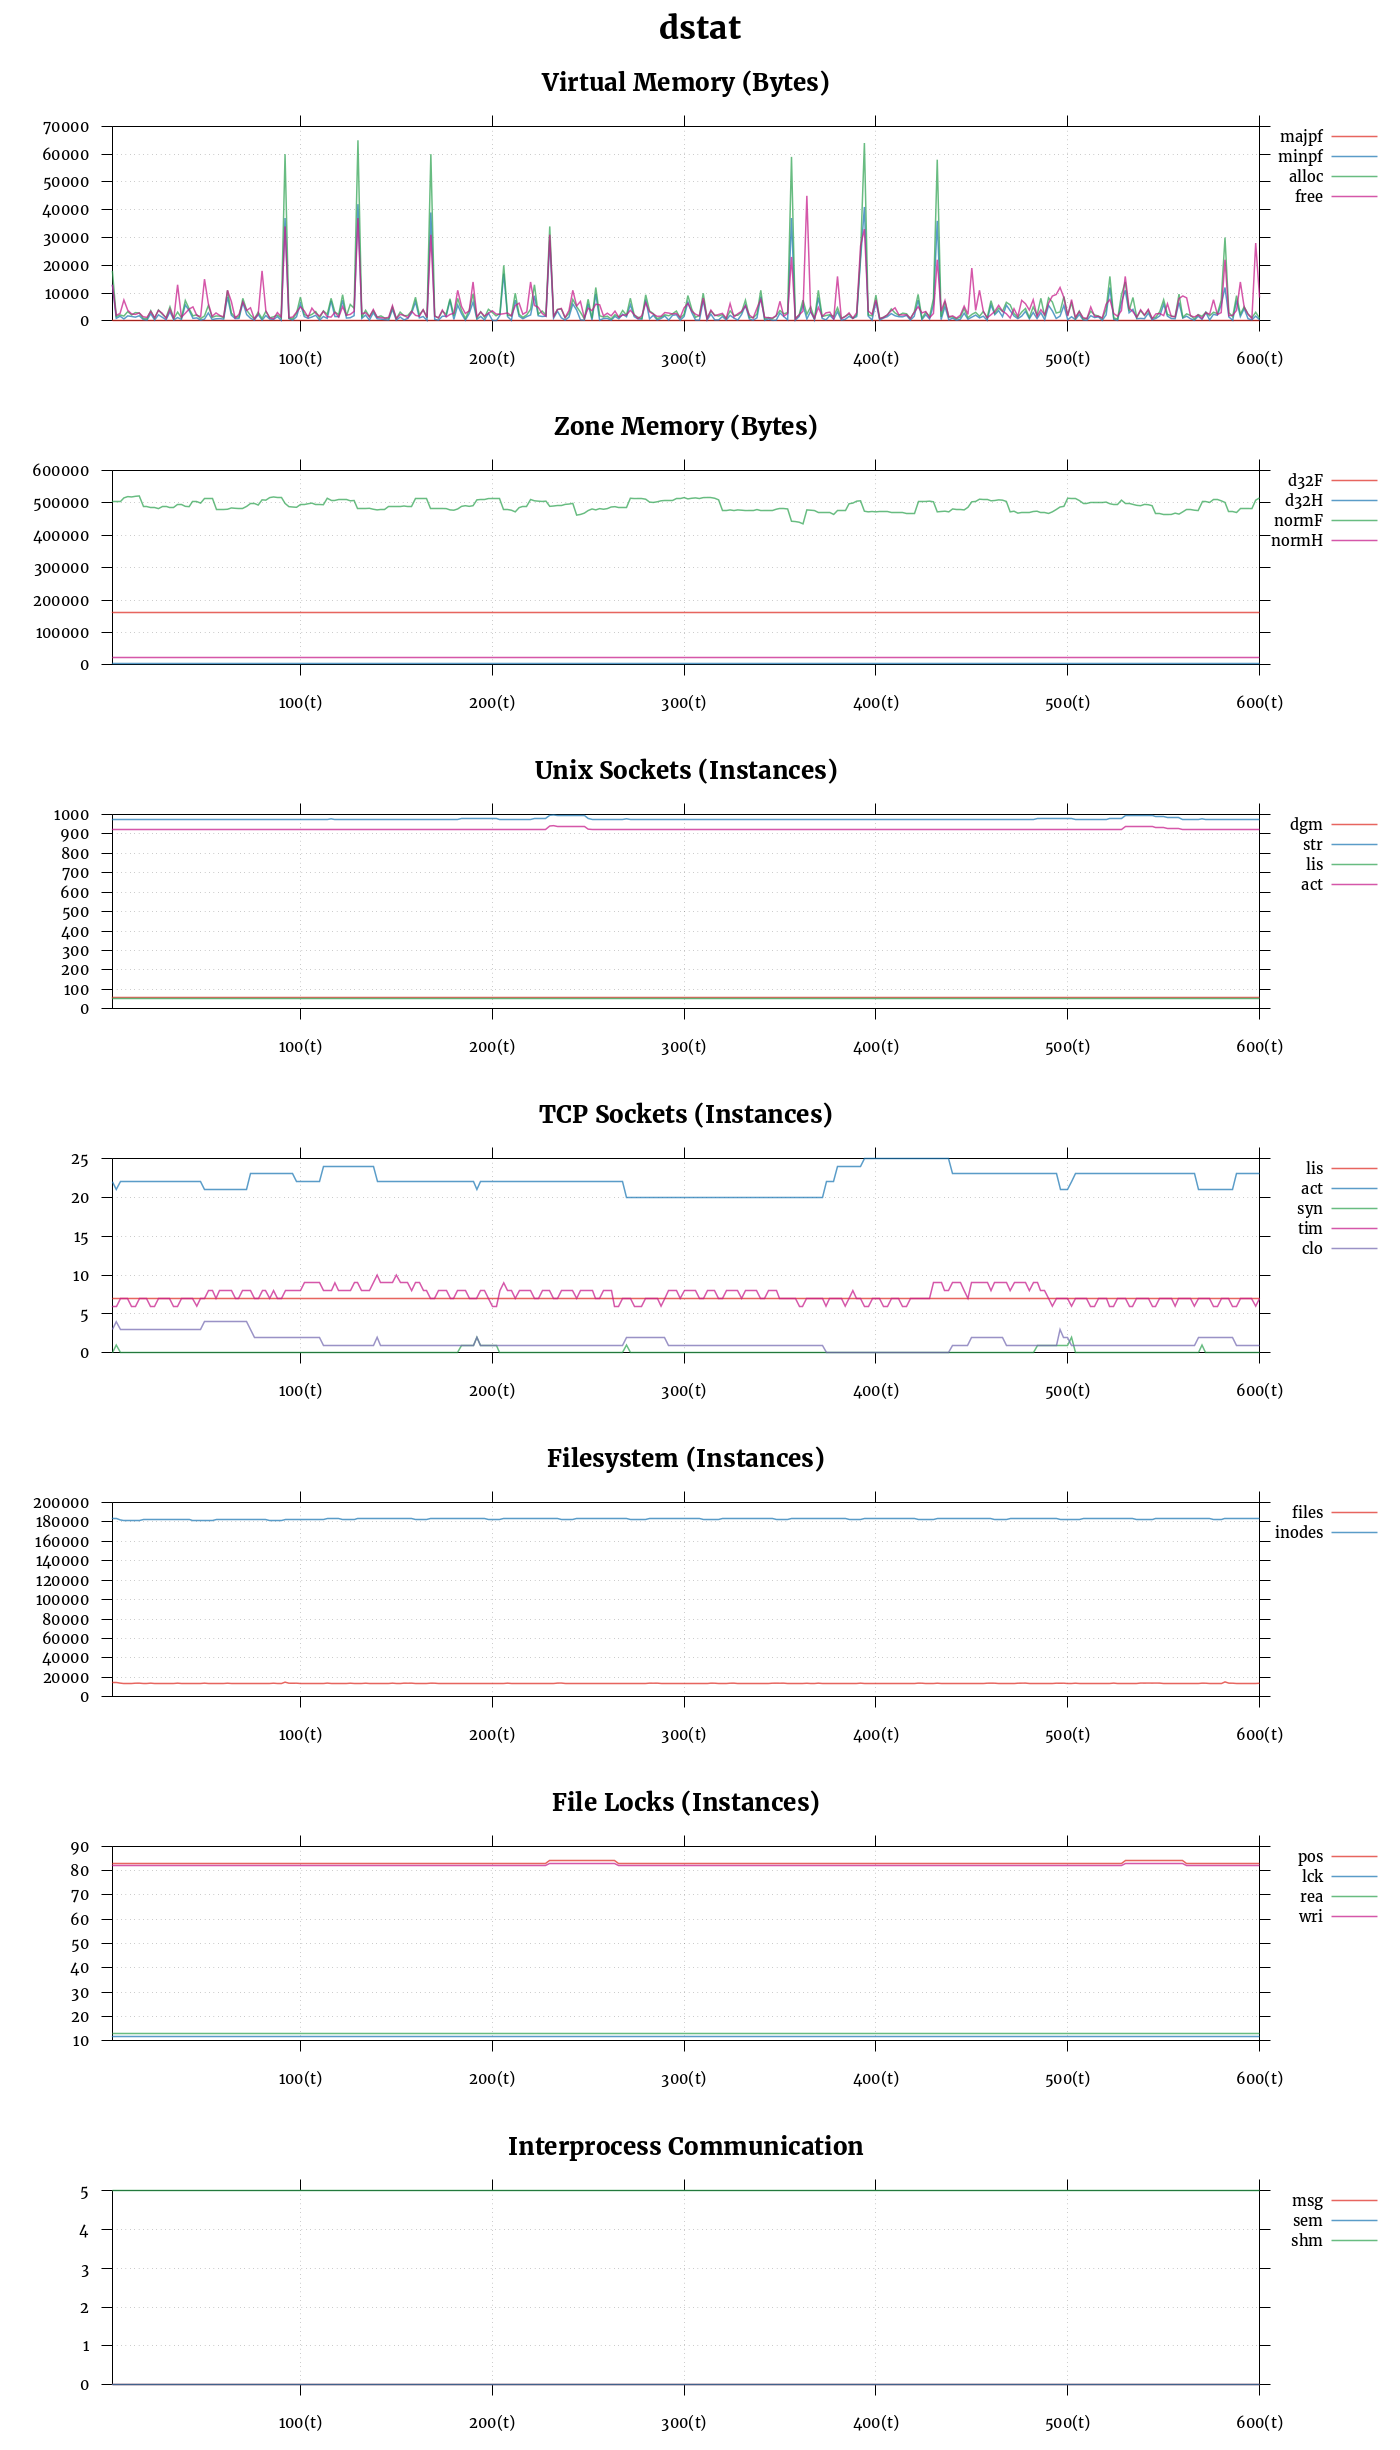 dstat
Virtual Memory (Bytes)
70000
60000
50000
40000
30000
20000
10000
0
100(t) 200(t) 300(t) 400(t) 500(t) 600(t)
majpf
minpf
alloc
free
Zone Memory (Bytes)
600000
500000
400000
300000
200000
100000
0
100(t) 200(t) 300(t) 400(t) 500(t) 600(t)
d32F
d32H
normF
normH
Unix Sockets (Instances)
1000
900
800
700
600
500
400
300
200
100
0
100(t) 200(t) 300(t) 400(t) 500(t) 600(t)
dgm
str
lis
act
TCP Sockets (Instances)
25
20
15
10
5
0
100(t) 200(t) 300(t) 400(t) 500(t) 600(t)
lis
act
syn
tim
clo
Filesystem (Instances)
200000
180000
160000
140000
120000
100000
80000
60000
40000
20000
0
100(t) 200(t) 300(t) 400(t) 500(t) 600(t)
files
inodes
File Locks (Instances)
90
80
70
60
50
40
30
20
10
100(t) 200(t) 300(t) 400(t) 500(t) 600(t)
pos
lck
rea
wri
Interprocess Communication
5
4
3
2
1
0
100(t) 200(t) 300(t) 400(t) 500(t) 600(t)
msg
sem
shm